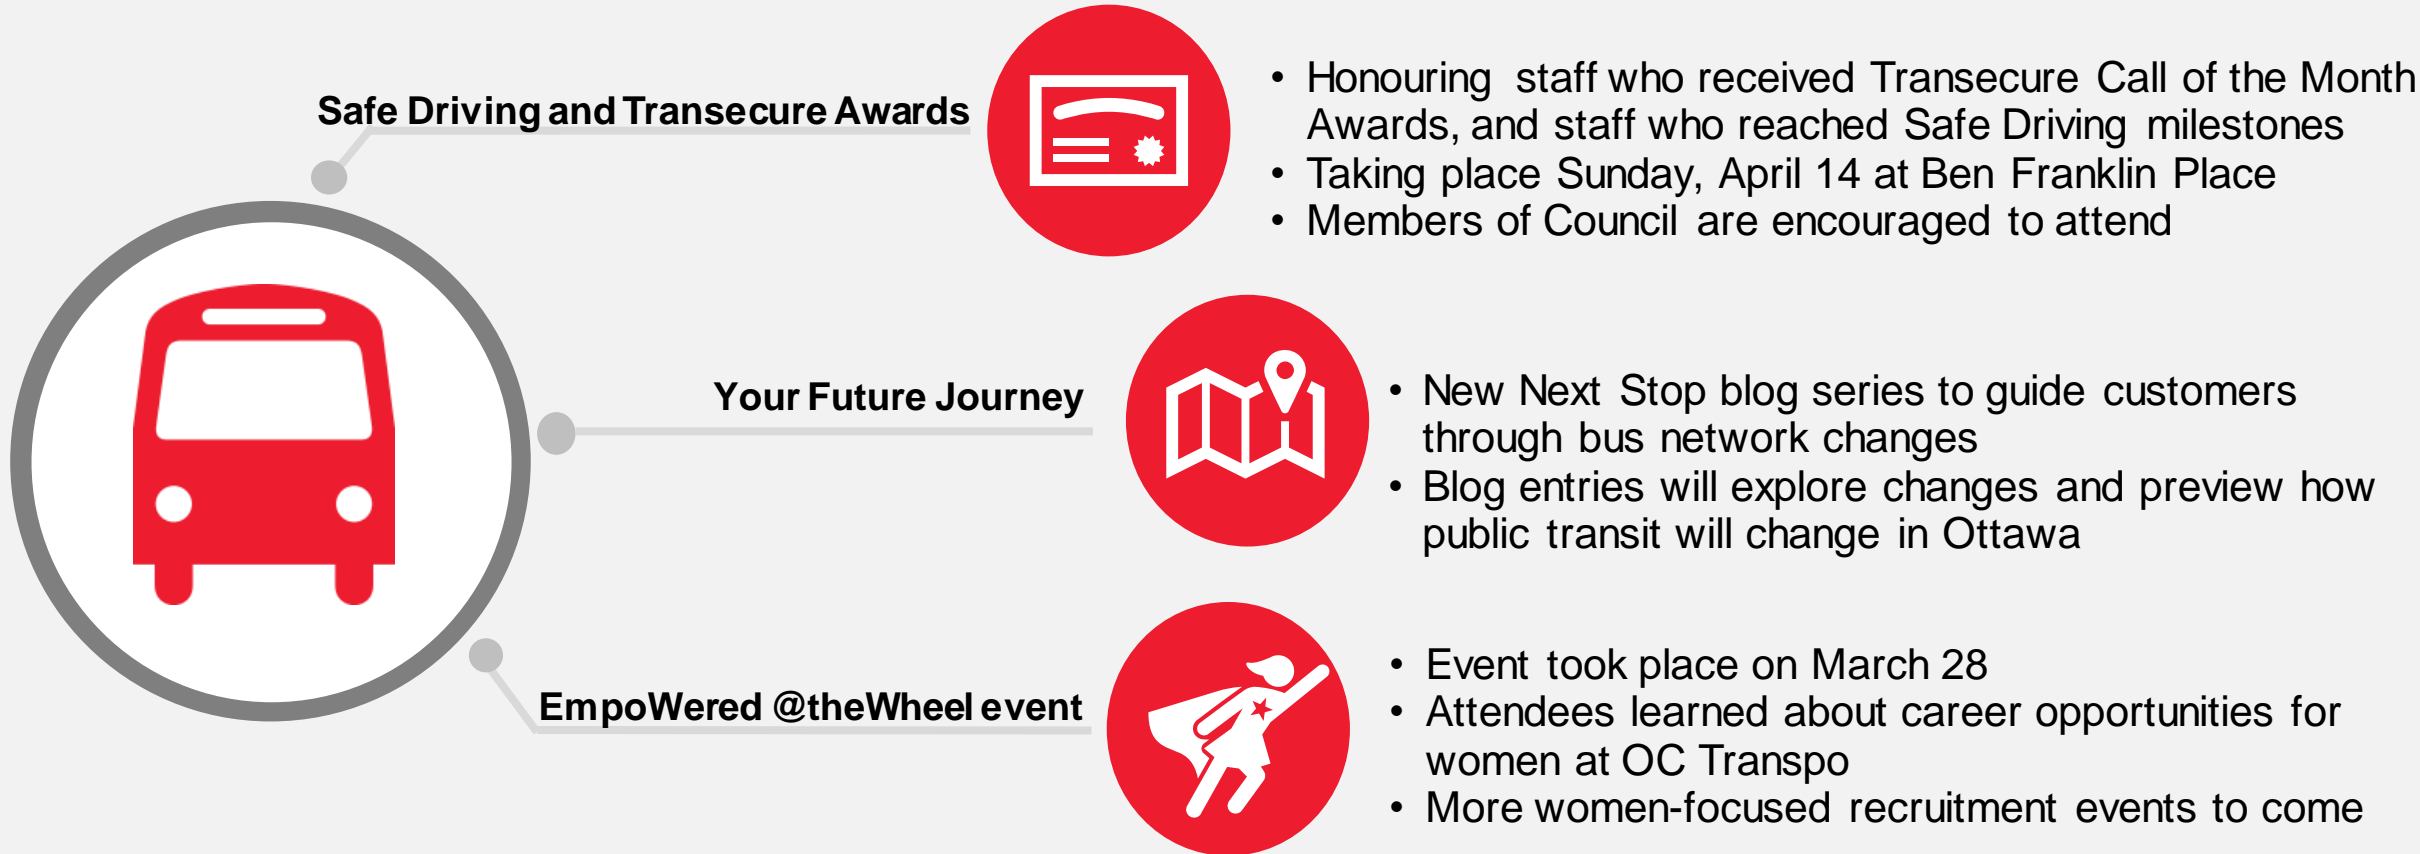 Safe Driving and Transecure Awards
• Honouring staff who received Transecure Call of the Month
Awards, and staff who reached Safe Driving milestones
• Taking place Sunday, April 14 at Ben Franklin Place
• Members of Council are encouraged to attend
Your Future Journey
• New Next Stop blog series to guide customers
through bus network changes
• Blog entries will explore changes and preview how
public transit will change in Ottawa
EmpoWered @theWheel event
• Event took place on March 28
• Attendees learned about career opportunities for
women at OC Transpo
• More women-focused recruitment events to come